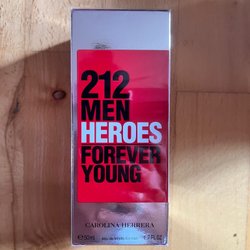 212
MEN
HEROES
FOREVER
YOUNG
CAROLINA HERRERA